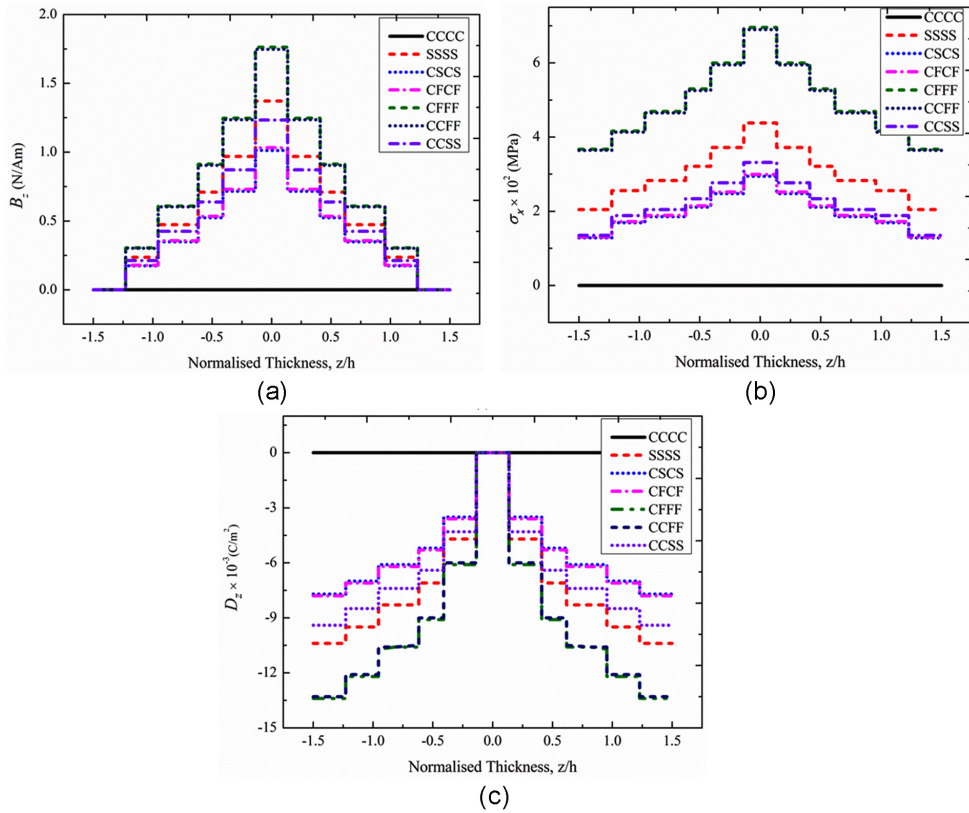 2.0
1.5
1.0
0.5
0.0
B_z (N/Am)
CCCC
SSSS
CSCS
CFCF
CFFF
CCFF
CCSS
-1.5 -1.0 -0.5 0.0 0.5 1.0 1.5
Normalised Thickness, z/h
(a)
6
4
2
0
σ_x × 10² (MPa)
CCCC
SSSS
CSCS
CFCF
CFFF
CCFF
CCSS
-1.5 -1.0 -0.5 0.0 0.5 1.0 1.5
Normalised Thickness, z/h
(b)
0
-3
-6
-9
-12
-15
D_z × 10⁻³ (C/m²)
CCCC
SSSS
CSCS
CFCF
CFFF
CCFF
CCSS
-1.5 -1.0 -0.5 0.0 0.5 1.0 1.5
Normalised Thickness, z/h
(c)